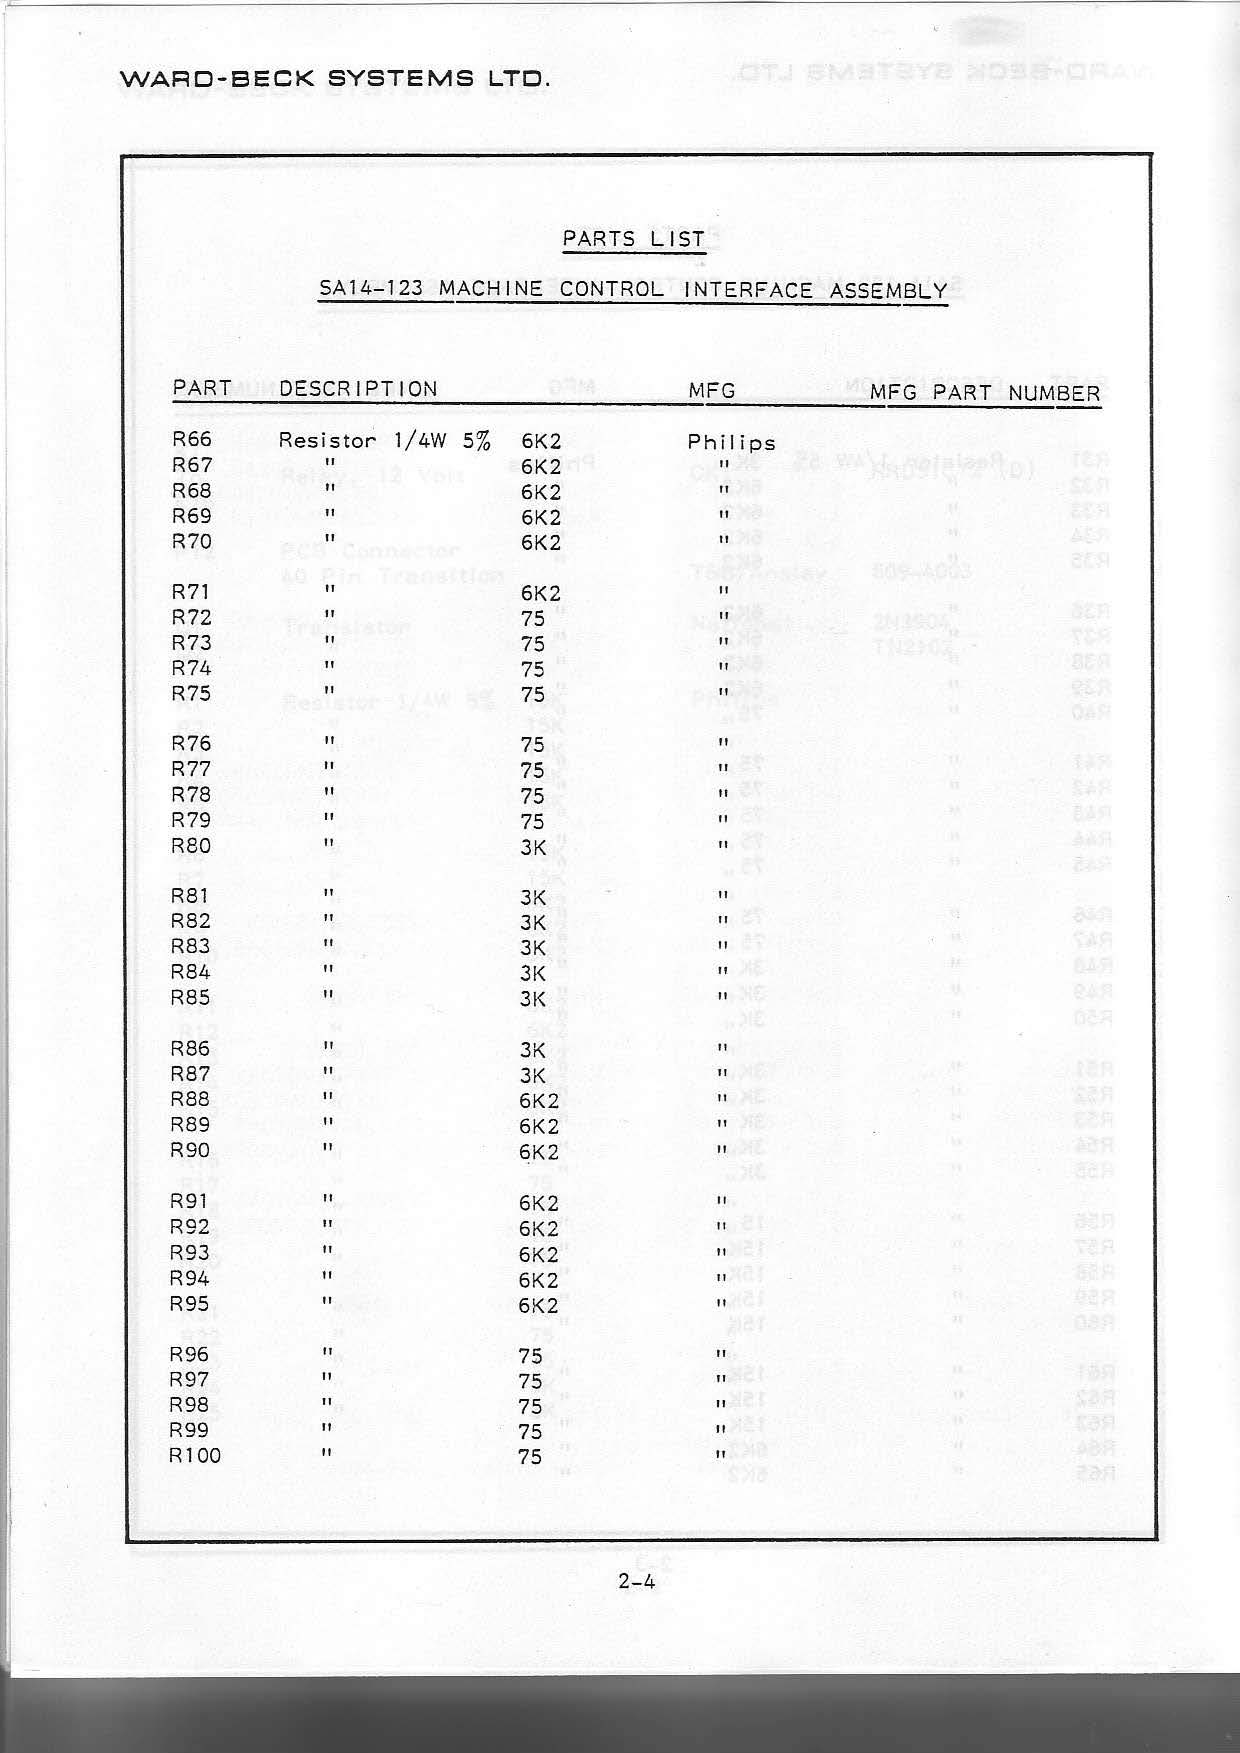 WARD-BECK SYSTEMS LTD.
PARTS LIST
SA14-123 MACHINE CONTROL INTERFACE ASSEMBLY
PART DESCRIPTION MFG MFG PART NUMBER
R66 Resistor 1/4W 5% 6K2 Philips
R67 " 6K2 "
R68 " 6K2 "
R69 " 6K2 "
R70 " 6K2 "
R71 " 6K2 "
R72 " 75 "
R73 " 75 "
R74 " 75 "
R75 " 75 "
R76 " 75 "
R77 " 75 "
R78 " 75 "
R79 " 75 "
R80 " 3K "
R81 " 3K "
R82 " 3K "
R83 " 3K "
R84 " 3K "
R85 " 3K "
R86 " 3K "
R87 " 3K "
R88 " 6K2 "
R89 " 6K2 "
R90 " 6K2 "
R91 " 6K2 "
R92 " 6K2 "
R93 " 6K2 "
R94 " 6K2 "
R95 " 6K2 "
R96 " 75 "
R97 " 75 "
R98 " 75 "
R99 " 75 "
R100 " 75 "
2-4